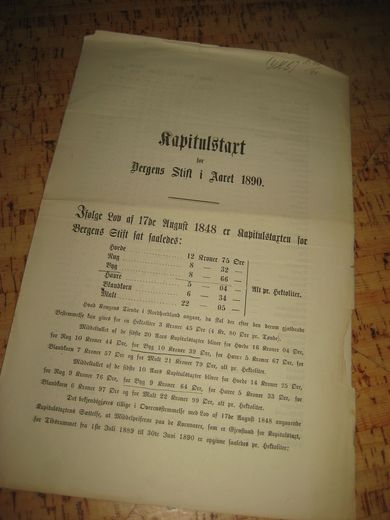 Kapitulstaxt
for
Bergens Stift i Aaret 1890.
Ifølge Lov af 17de August 1848 er Kapitulstaxten for
Bergens Stift sat saaledes:
Hvede 12 Kroner 75 Øre
Rug 8 — 32 —
Byg 8 — 66 —
Havre 5 — 04 —
Blandkorn 6 — 34 —
Malt 22 — 05 —
Alt pr. Hektoliter.
Hvad Kongens Tiende i Nordhordland angaar, da skal der efter den derom gjældende
Bestemmelse kun gives for en Hektoliter 3 Kroner 45 Øre (4 Kr. 80 Øre pr. Tønde).
Middeltallet af de sidste 20 Aars Kapitulstaxter bliver for Hvede 16 Kroner 04 Øre,
for Rug 10 Kroner 44 Øre, for Byg 10 Kroner 39 Øre, for Havre 5 Kroner 67 Øre, for
Blandkorn 7 Kroner 57 Øre og for Malt 21 Kroner 79 Øre, alt pr. Hektoliter.
Middeltallet af de sidste 10 Aars Kapitulstaxter bliver for Hvede 14 Kroner 25 Øre,
for Rug 9 Kroner 76 Øre, for Byg 9 Kroner 64 Øre, for Havre 5 Kroner 33 Øre, for
Blandkorn 6 Kroner 97 Øre og for Malt 22 Kroner 99 Øre, alt pr. Hektoliter.
Det bekjendtgjøres tillige i Overensstemmelse med Lov af 17de August 1848 angaaende
Kapitulstaxtens Sættelse, at Middelpriserne paa de Kornvarer, som er Gjenstand for Kapitulstaxt,
for Tidsrummet fra 1ste Juli 1889 til 30te Juni 1890 er opgivne saaledes pr. Hektoliter: